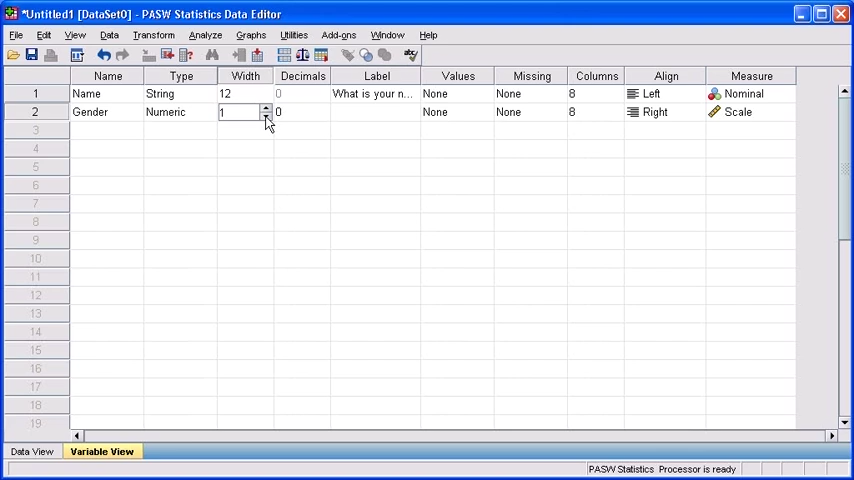 *Untitled1 [DataSet0] - PASW Statistics Data Editor
File Edit View Data Transform Analyze Graphs Utilities Add-ons Window Help
Name Type Width Decimals Label Values Missing Columns Align Measure
1 Name String 12 0 What is your n... None None 8 Left Nominal
2 Gender Numeric 1 0 None None 8 Right Scale
3
4
5
6
7
8
9
10
11
12
13
14
15
16
17
18
19
Data View Variable View
PASW Statistics Processor is ready